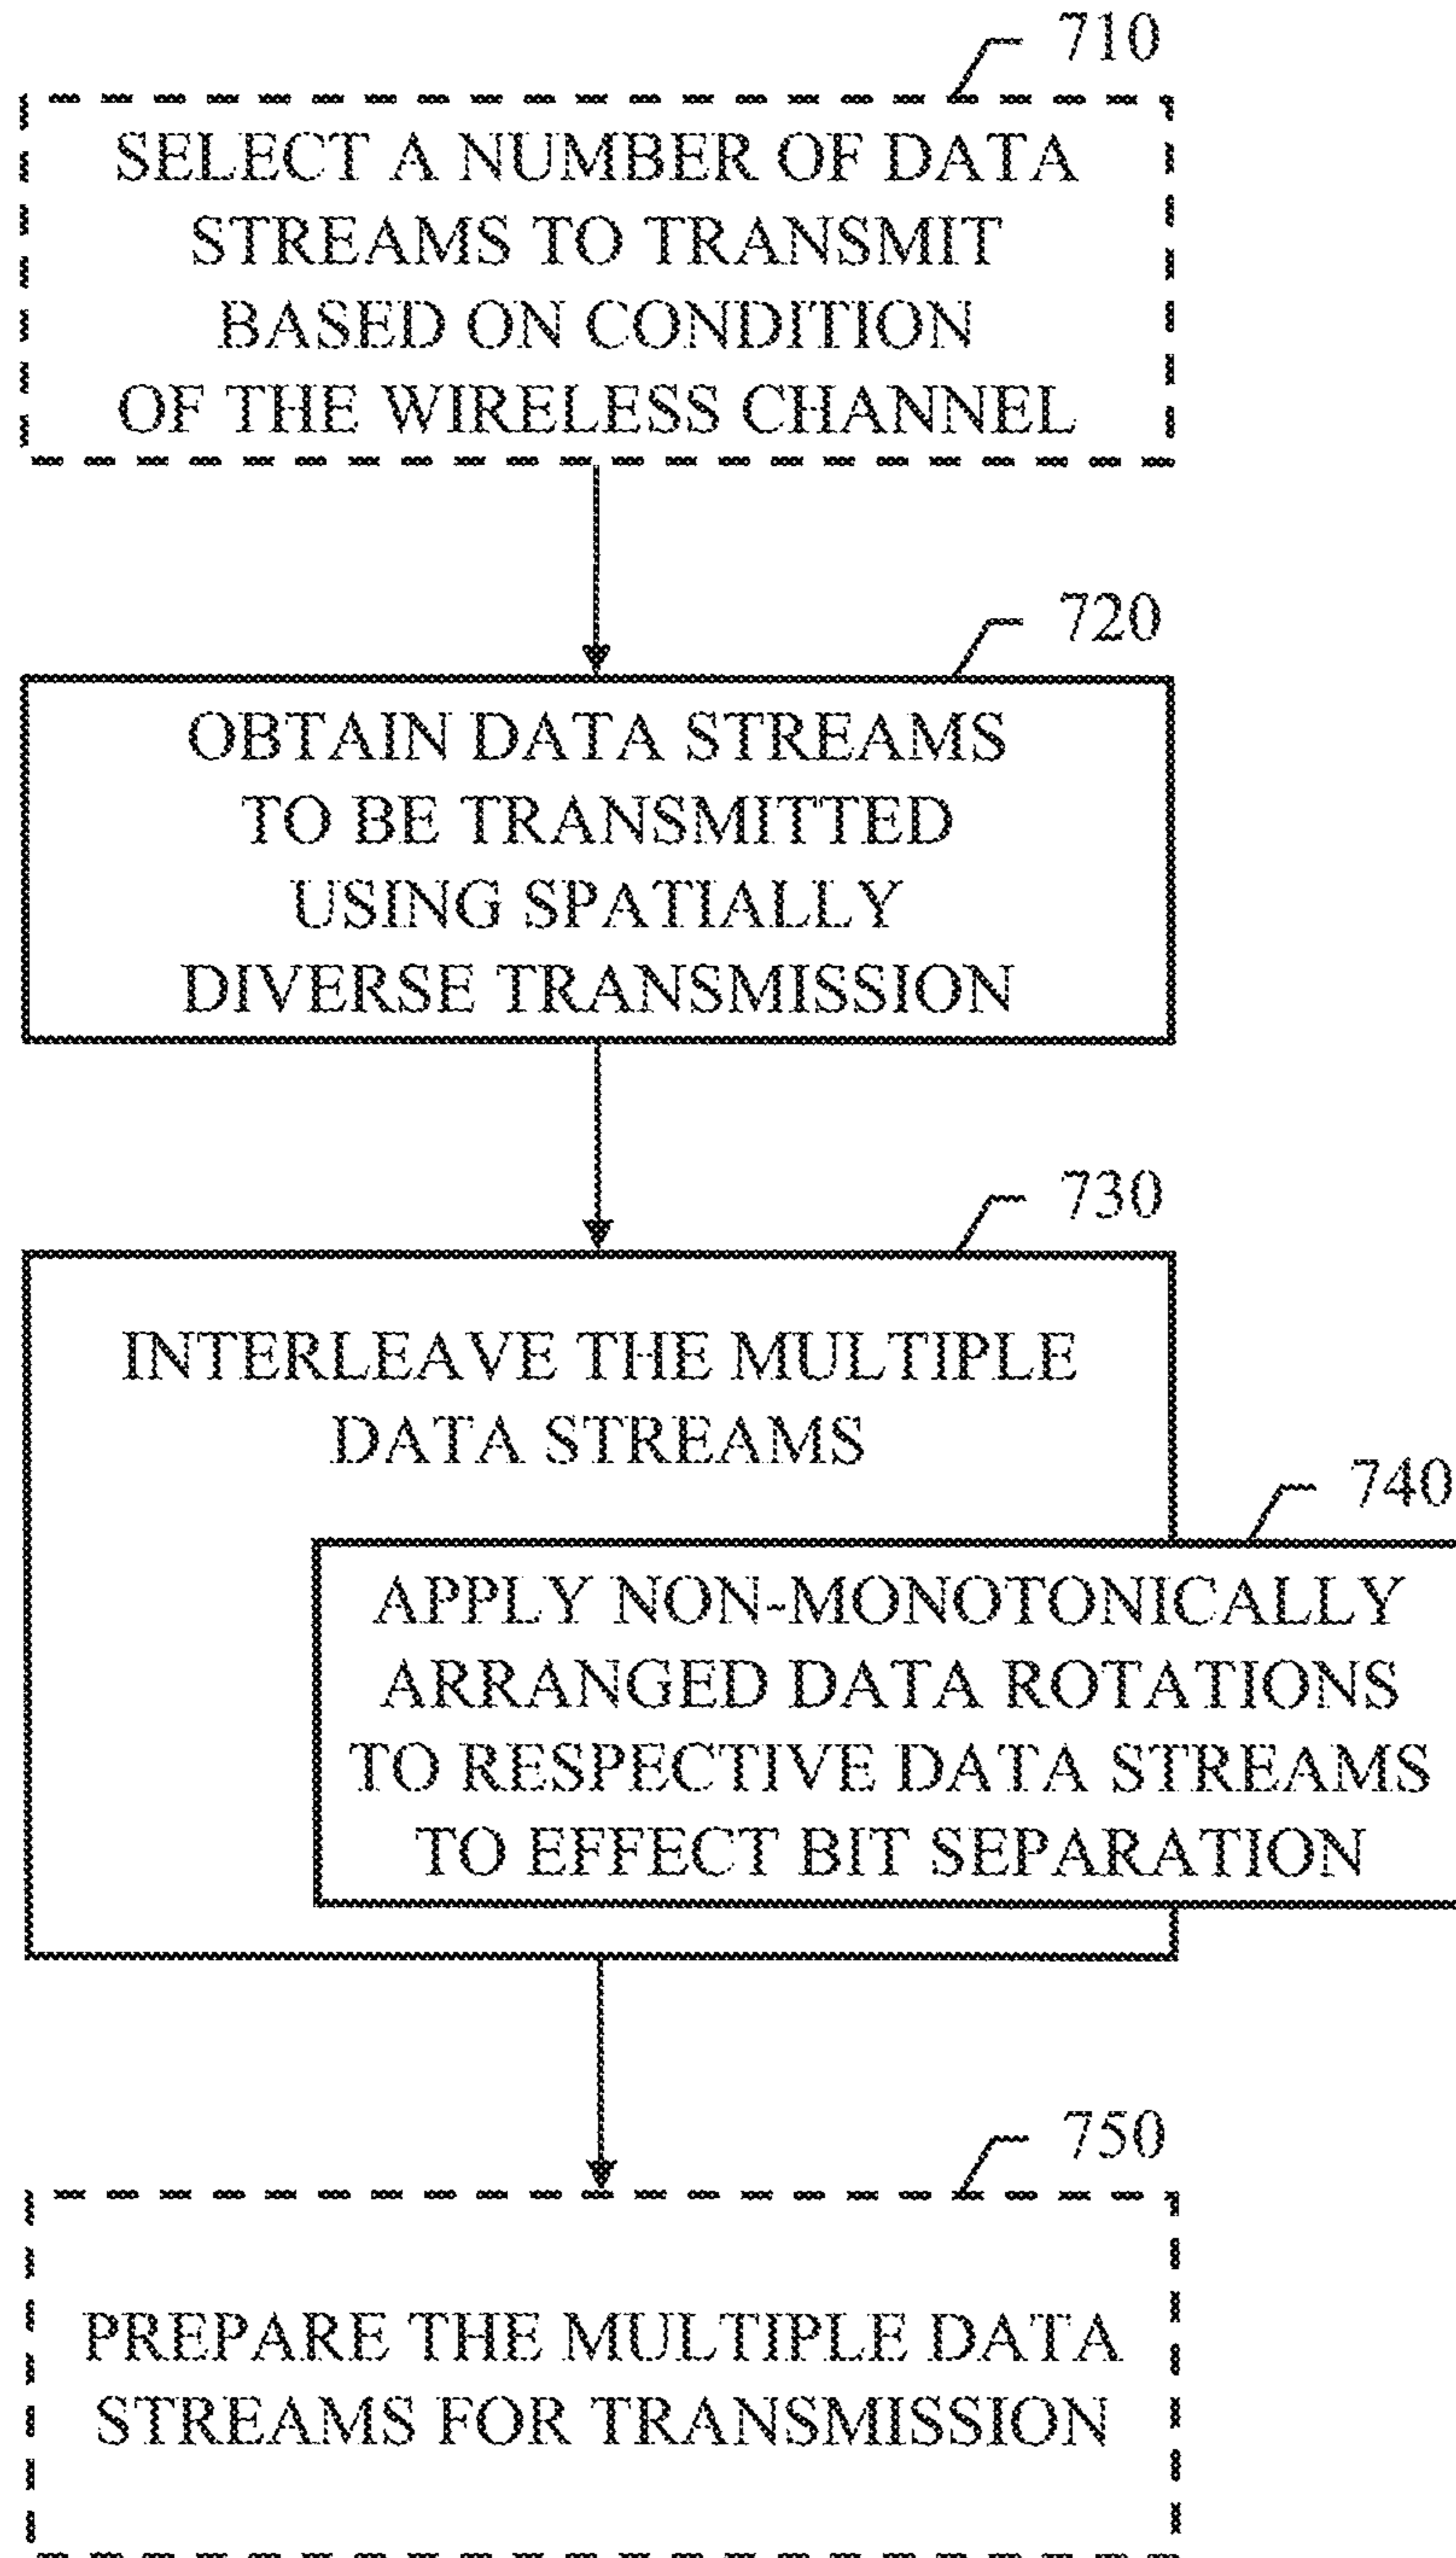 710
SELECT A NUMBER OF DATA
STREAMS TO TRANSMIT
BASED ON CONDITION
OF THE WIRELESS CHANNEL
720
OBTAIN DATA STREAMS
TO BE TRANSMITTED
USING SPATIALLY
DIVERSE TRANSMISSION
730
INTERLEAVE THE MULTIPLE
DATA STREAMS
740
APPLY NON-MONOTONICALLY
ARRANGED DATA ROTATIONS
TO RESPECTIVE DATA STREAMS
TO EFFECT BIT SEPARATION
750
PREPARE THE MULTIPLE DATA
STREAMS FOR TRANSMISSION